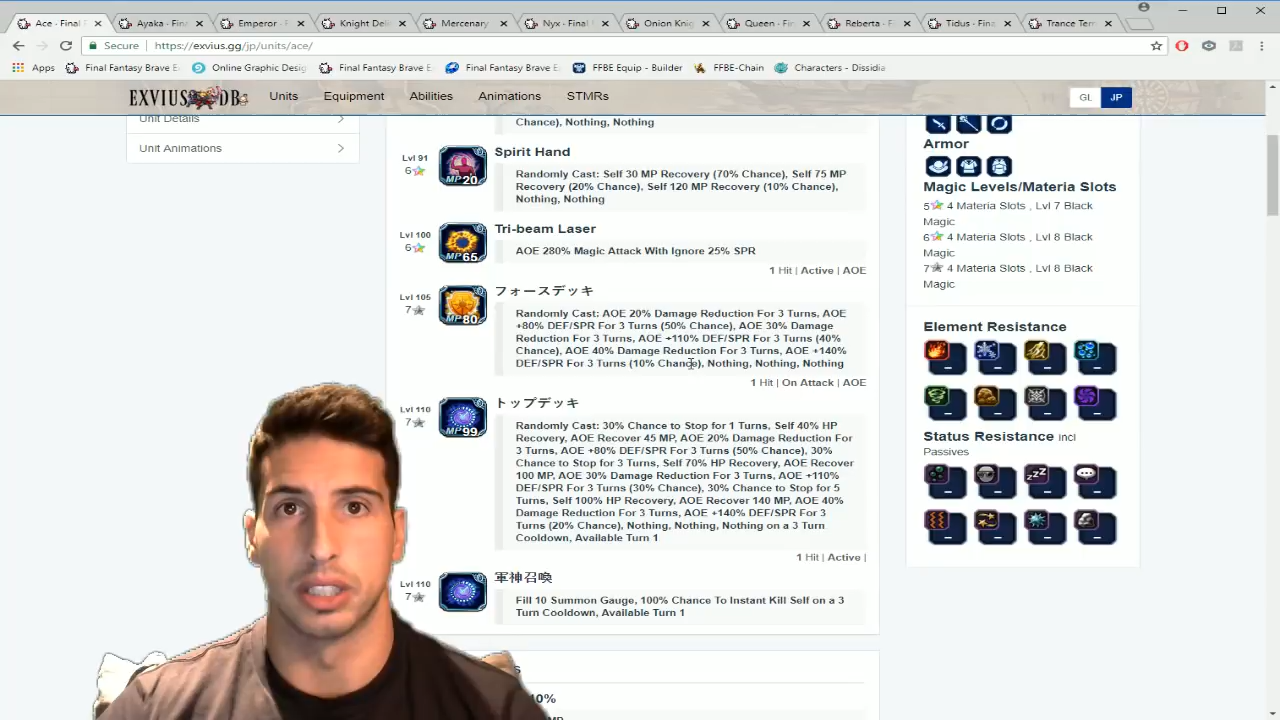 Ace - Final F
Ayaka - Fina
Emperor - F
Knight Deli
Mercenary
Nyx - Final
Onion Knig
Queen - Fin
Reberta - F
Tidus - Fina
Trance Terr
Secure | https://exvius.gg/jp/units/ace/
Apps Final Fantasy Brave E Online Graphic Desig Final Fantasy Brave E Final Fantasy Brave E FFBE Equip - Builder FFBE-Chain Characters - Dissidia
EXVIUS DB Units Equipment Abilities Animations STMRs GL JP
Unit Details
Unit Animations
Chance), Nothing, Nothing
Lvl 91
6
MP20
Spirit Hand
Randomly Cast: Self 30 MP Recovery (70% Chance), Self 75 MP
Recovery (20% Chance), Self 120 MP Recovery (10% Chance),
Nothing, Nothing
Lvl 100
6
MP65
Tri-beam Laser
AOE 280% Magic Attack With Ignore 25% SPR
1 Hit | Active | AOE
Lvl 105
7
MP80
フォースデッキ
Randomly Cast: AOE 20% Damage Reduction For 3 Turns, AOE
+80% DEF/SPR For 3 Turns (50% Chance), AOE 30% Damage
Reduction For 3 Turns, AOE +110% DEF/SPR For 3 Turns (40%
Chance), AOE 40% Damage Reduction For 3 Turns, AOE +140%
DEF/SPR For 3 Turns (10% Chance), Nothing, Nothing, Nothing
1 Hit | On Attack | AOE
Lvl 110
7
MP99
トップデッキ
Randomly Cast: 30% Chance to Stop for 1 Turns, Self 40% HP
Recovery, AOE Recover 45 MP, AOE 20% Damage Reduction For
3 Turns, AOE +80% DEF/SPR For 3 Turns (50% Chance), 30%
Chance to Stop for 3 Turns, Self 70% HP Recovery, AOE Recover
100 MP, AOE 30% Damage Reduction For 3 Turns, AOE +110%
DEF/SPR For 3 Turns (30% Chance), 30% Chance to Stop for 5
Turns, Self 100% HP Recovery, AOE Recover 140 MP, AOE 40%
Damage Reduction For 3 Turns, AOE +140% DEF/SPR For 3
Turns (20% Chance), Nothing, Nothing, Nothing on a 3 Turn
Cooldown, Available Turn 1
1 Hit | Active |
Lvl 110
7
軍神召喚
Fill 10 Summon Gauge, 100% Chance To Instant Kill Self on a 3
Turn Cooldown, Available Turn 1
Armor
Magic Levels/Materia Slots
5 4 Materia Slots , Lvl 7 Black
Magic
6 4 Materia Slots , Lvl 8 Black
Magic
7 4 Materia Slots , Lvl 8 Black
Magic
Element Resistance
Status Resistance incl
Passives